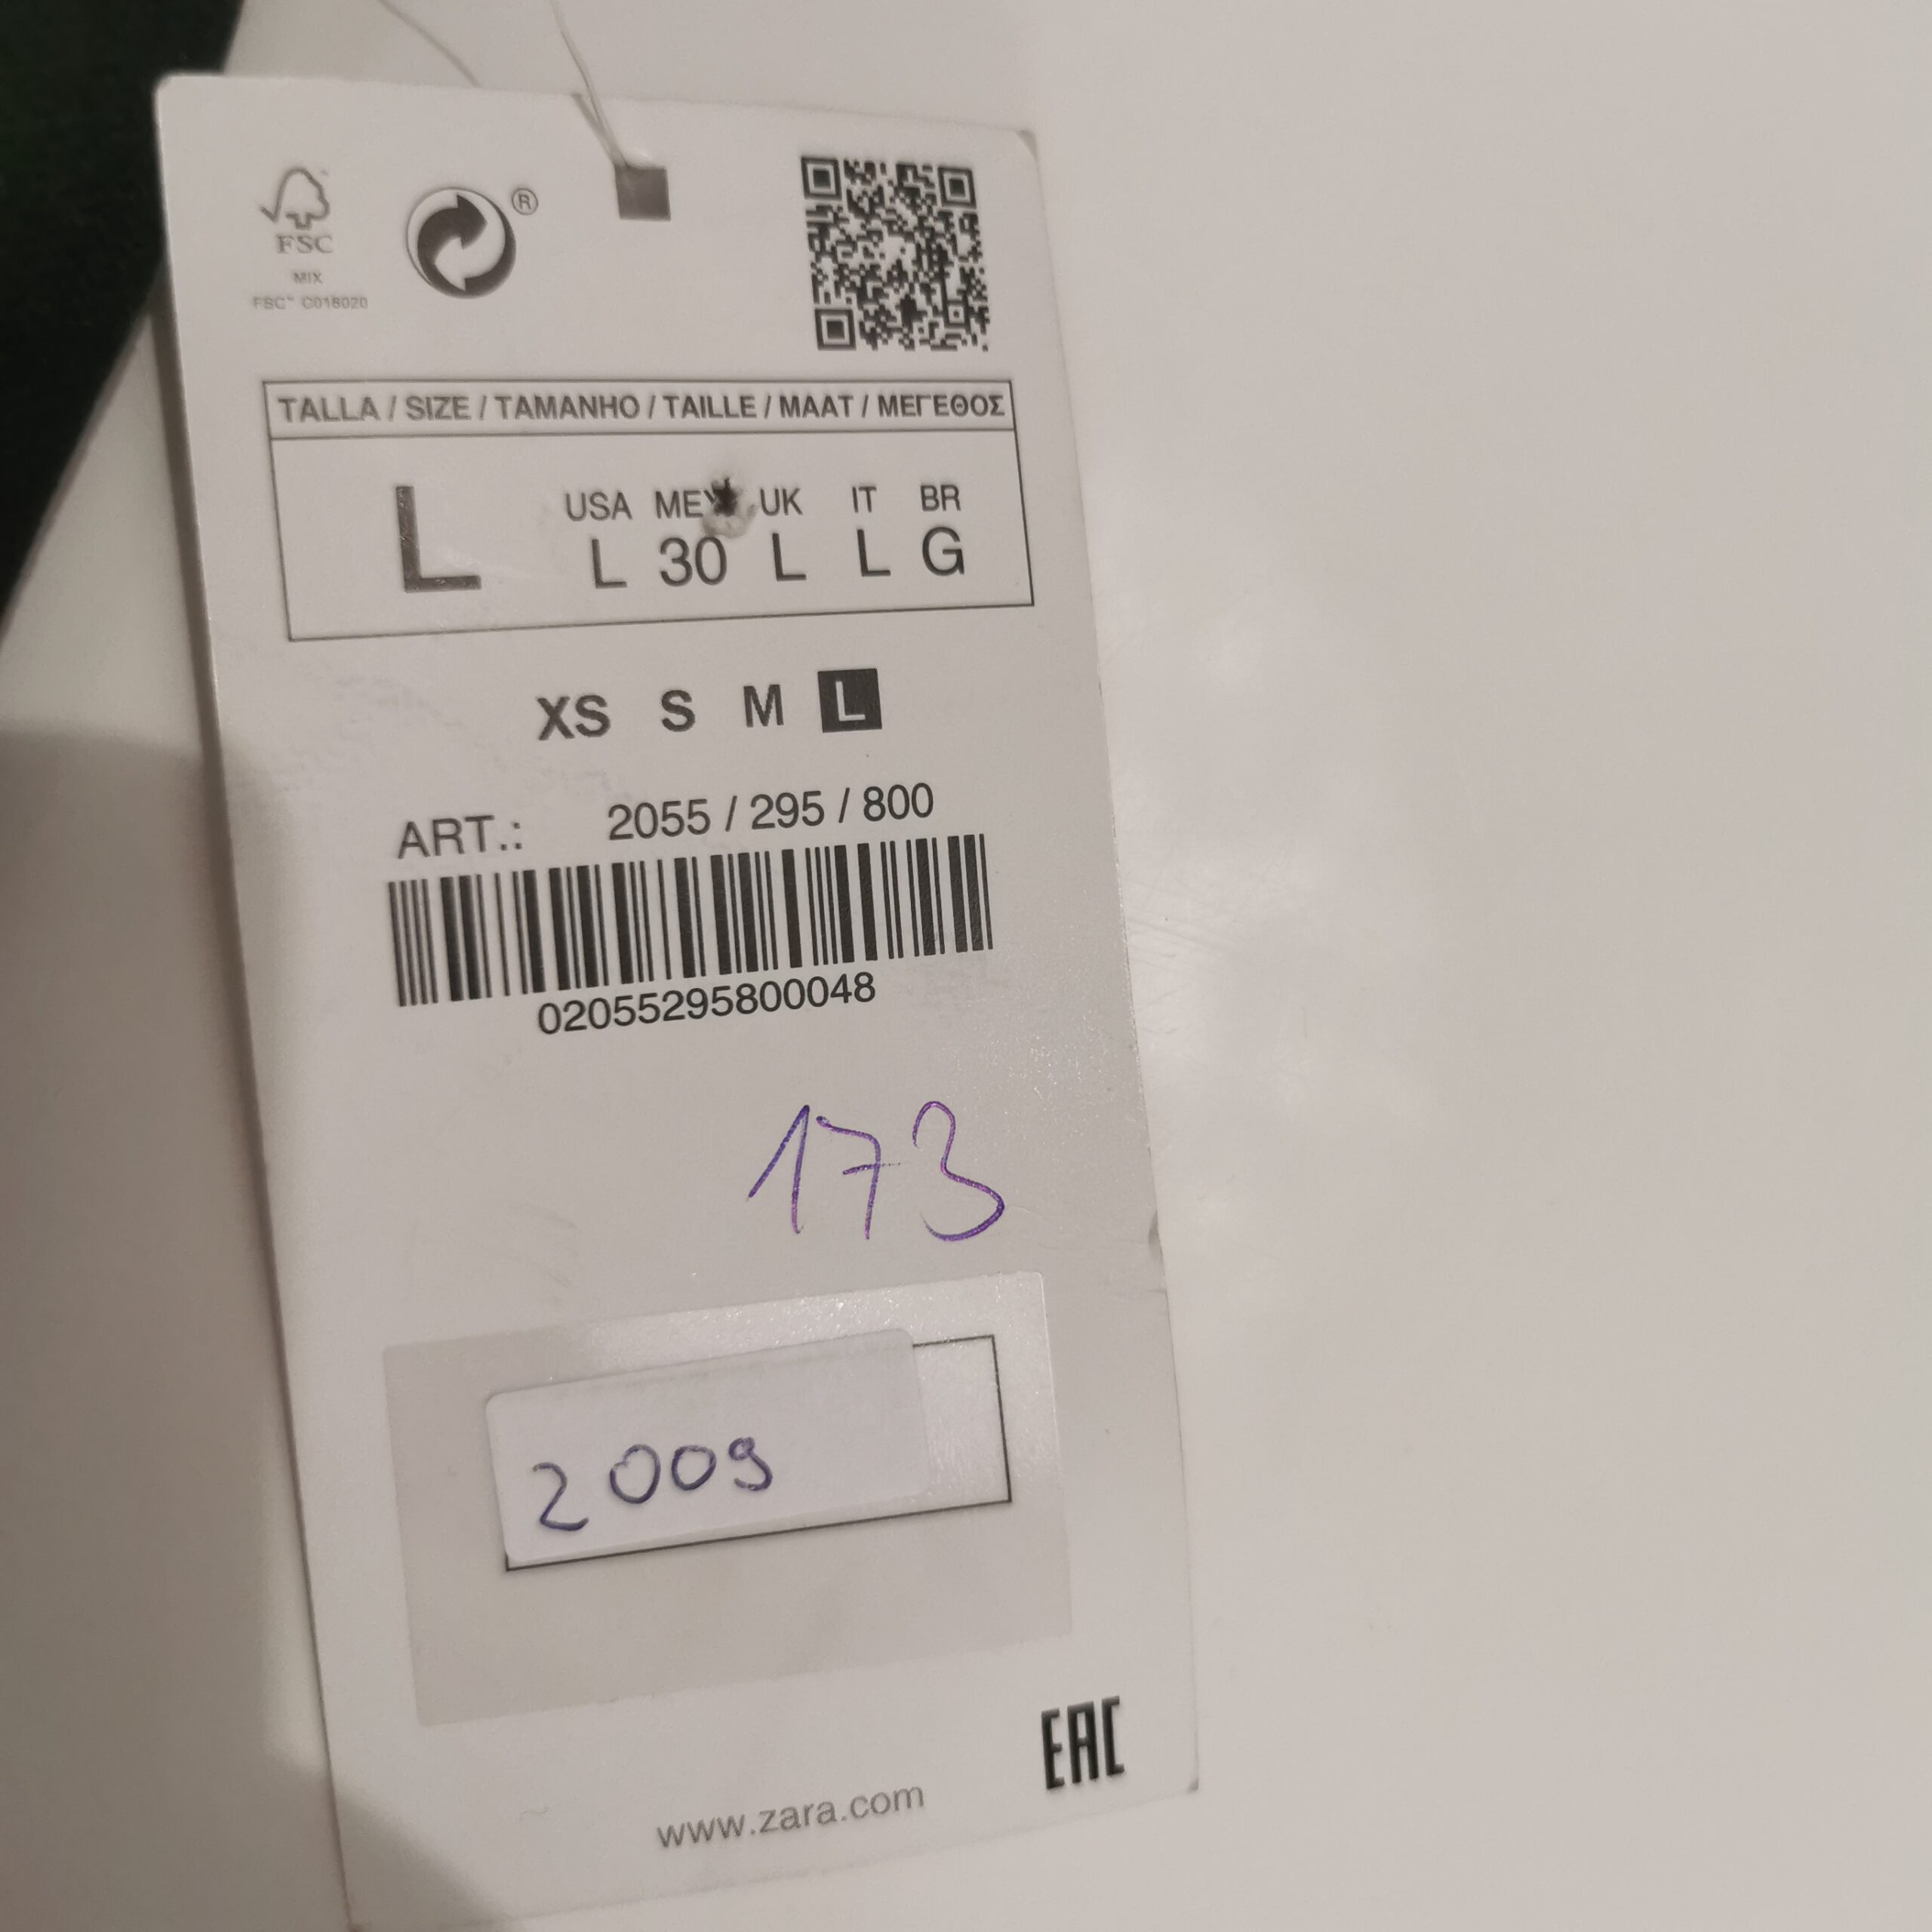 FSC
MIX
FSC™ C018020
®
TALLA / SIZE / TAMANHO / TAILLE / MAAT / ΜΕΓΕΘΟΣ
L
USA MEX UK IT BR
L 30 L L G
XS S M L
ART.: 2055 / 295 / 800
02055295800048
173
2009
EAC
www.zara.com